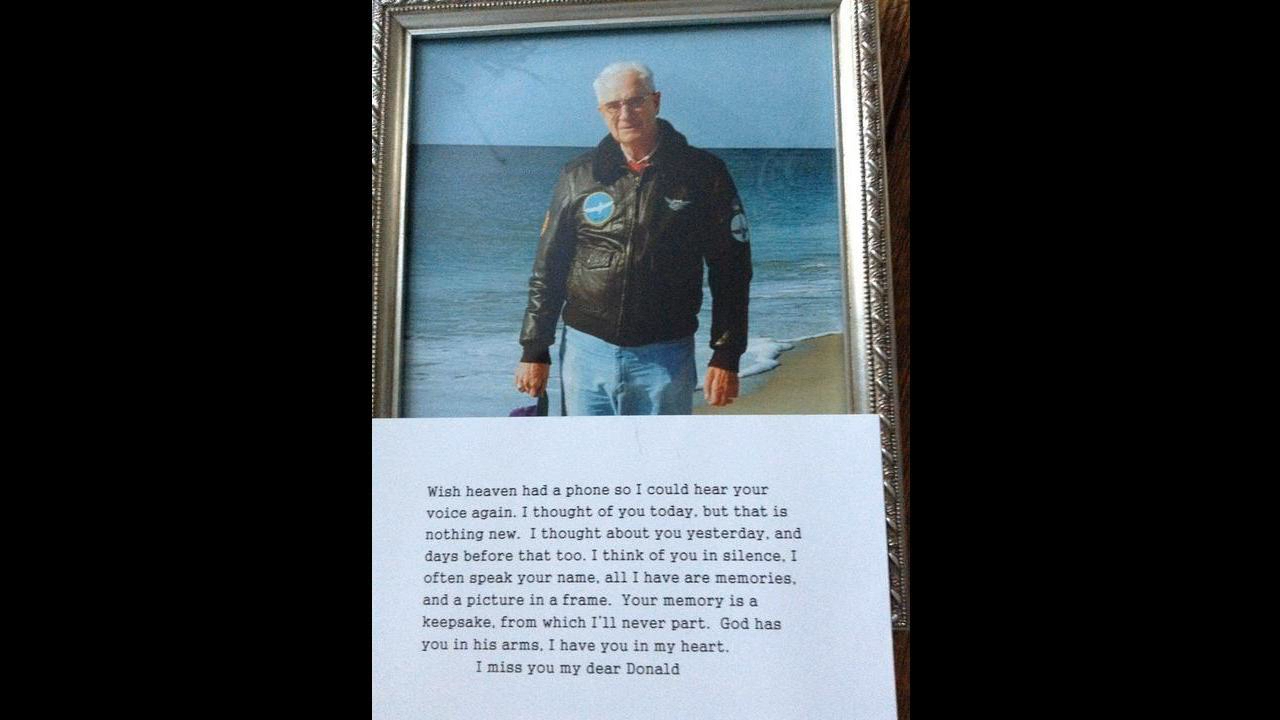 Wish heaven had a phone so I could hear your
voice again. I thought of you today, but that is
nothing new. I thought about you yesterday, and
days before that too. I think of you in silence, I
often speak your name, all I have are memories,
and a picture in a frame. Your memory is a
keepsake, from which I'll never part. God has
you in his arms, I have you in my heart.
I miss you my dear Donald